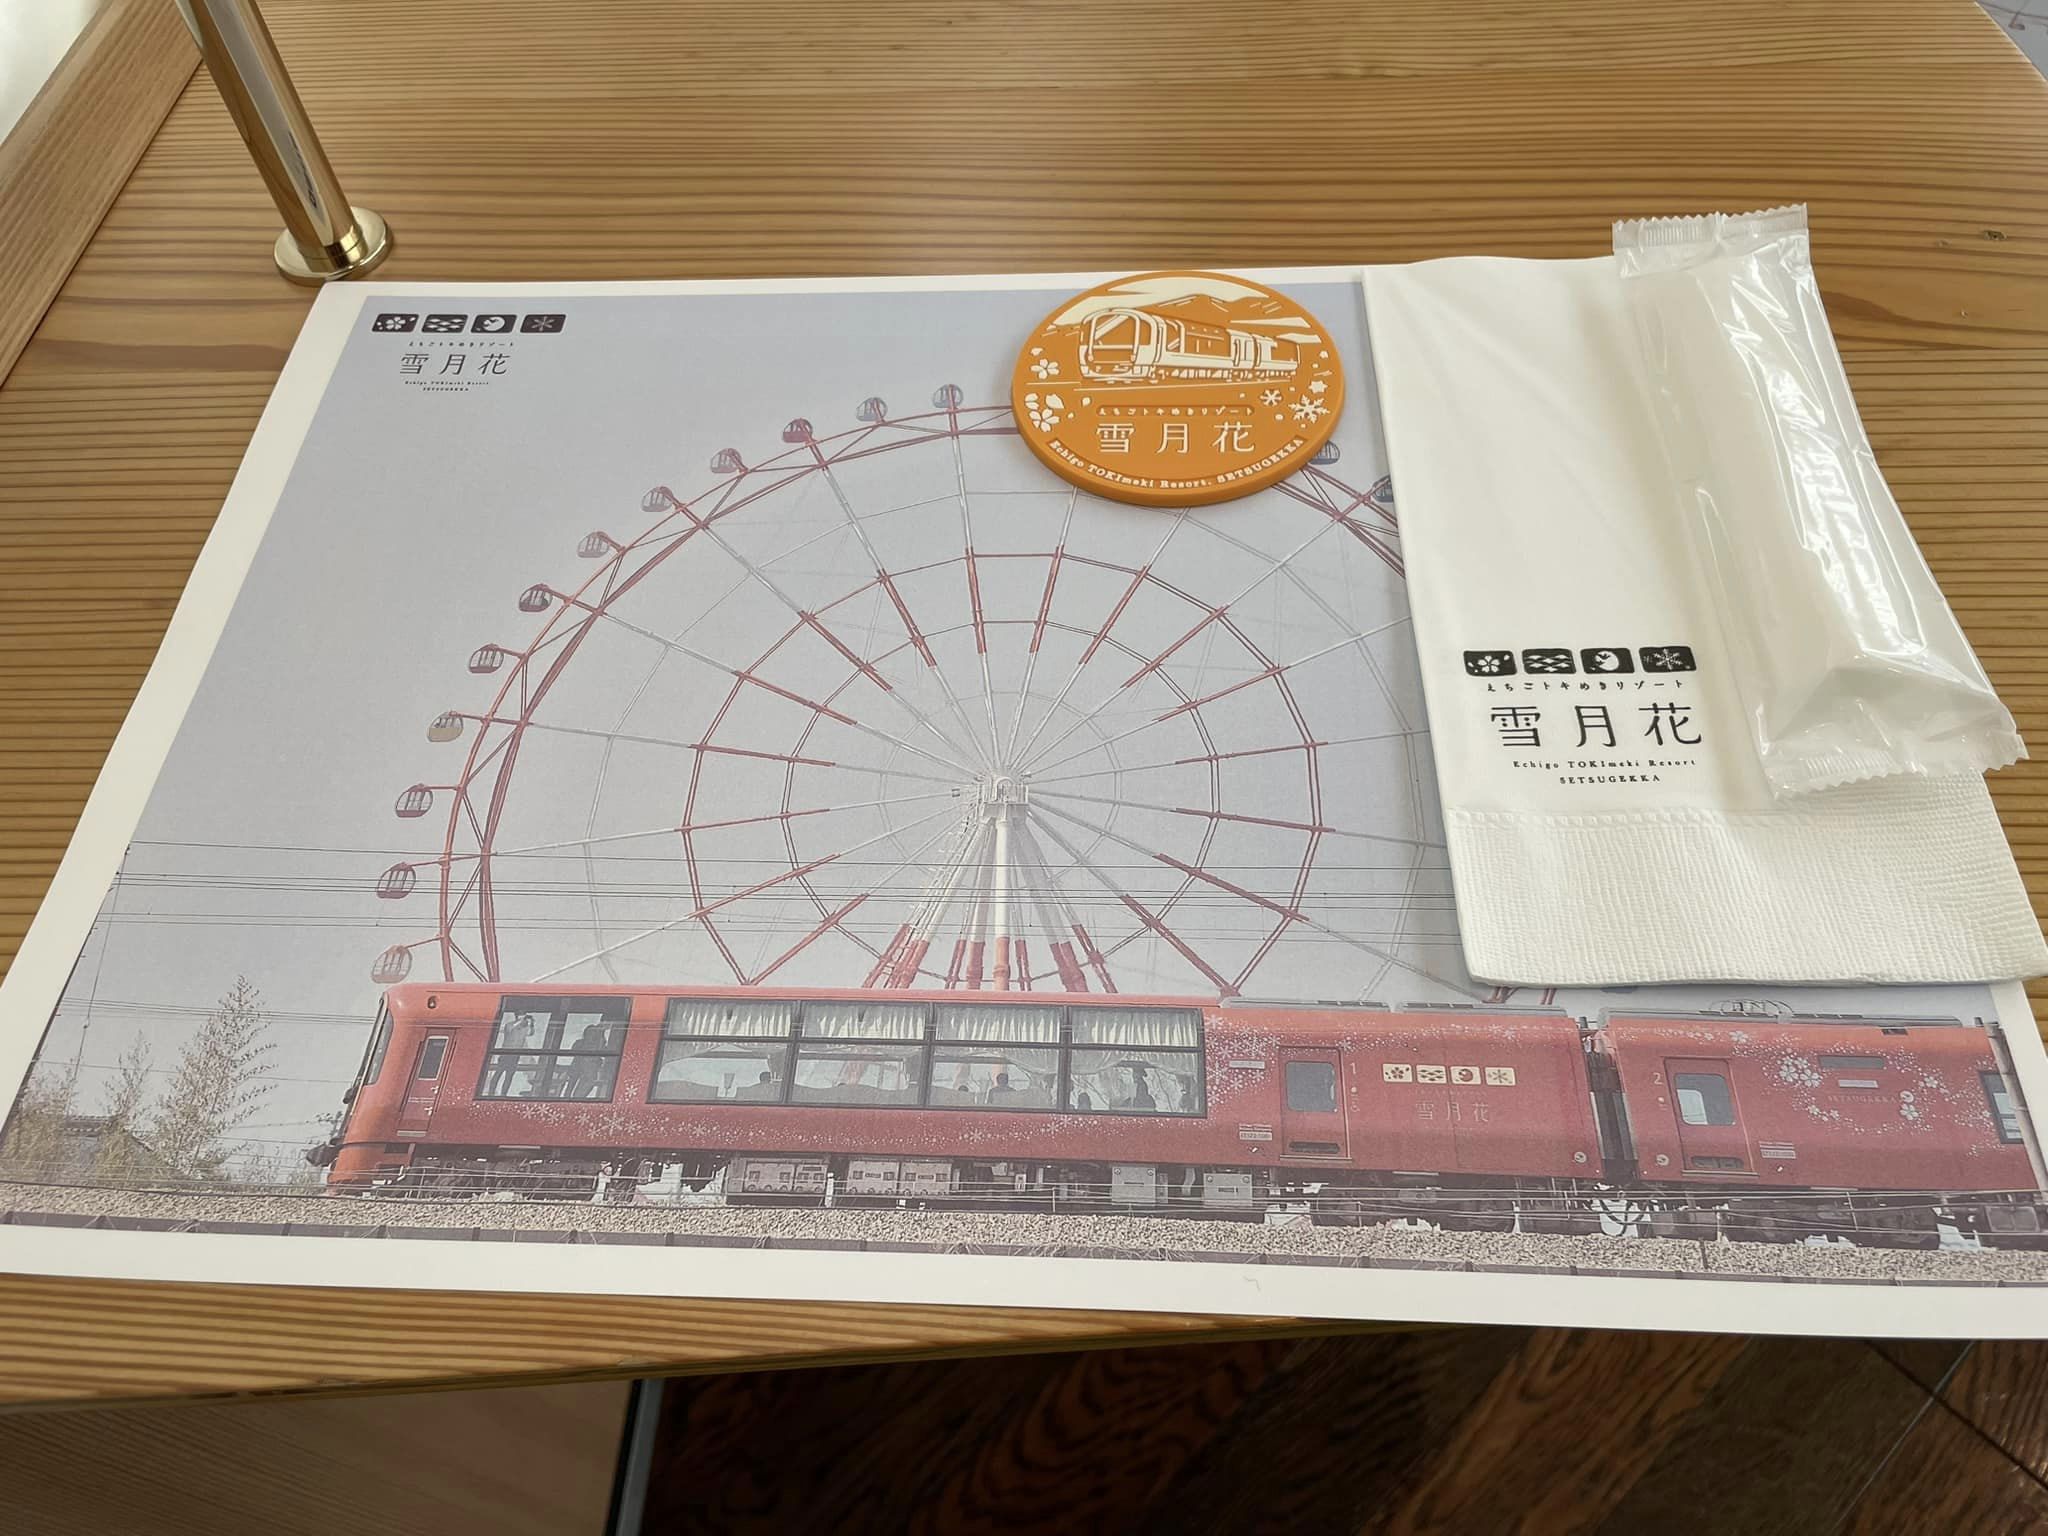 えちごトキめきリゾート
雪月花
Echigo TOKImeki Resort
SETSUGEKKA
えちごトキめきリゾート
雪月花
Echigo TOKImeki Resort. SETSUGEKKA
えちごトキめきリゾート
雪月花
Echigo TOKImeki Resort
SETSUGEKKA
6
1
雪月花
2
SETSUGEKKA